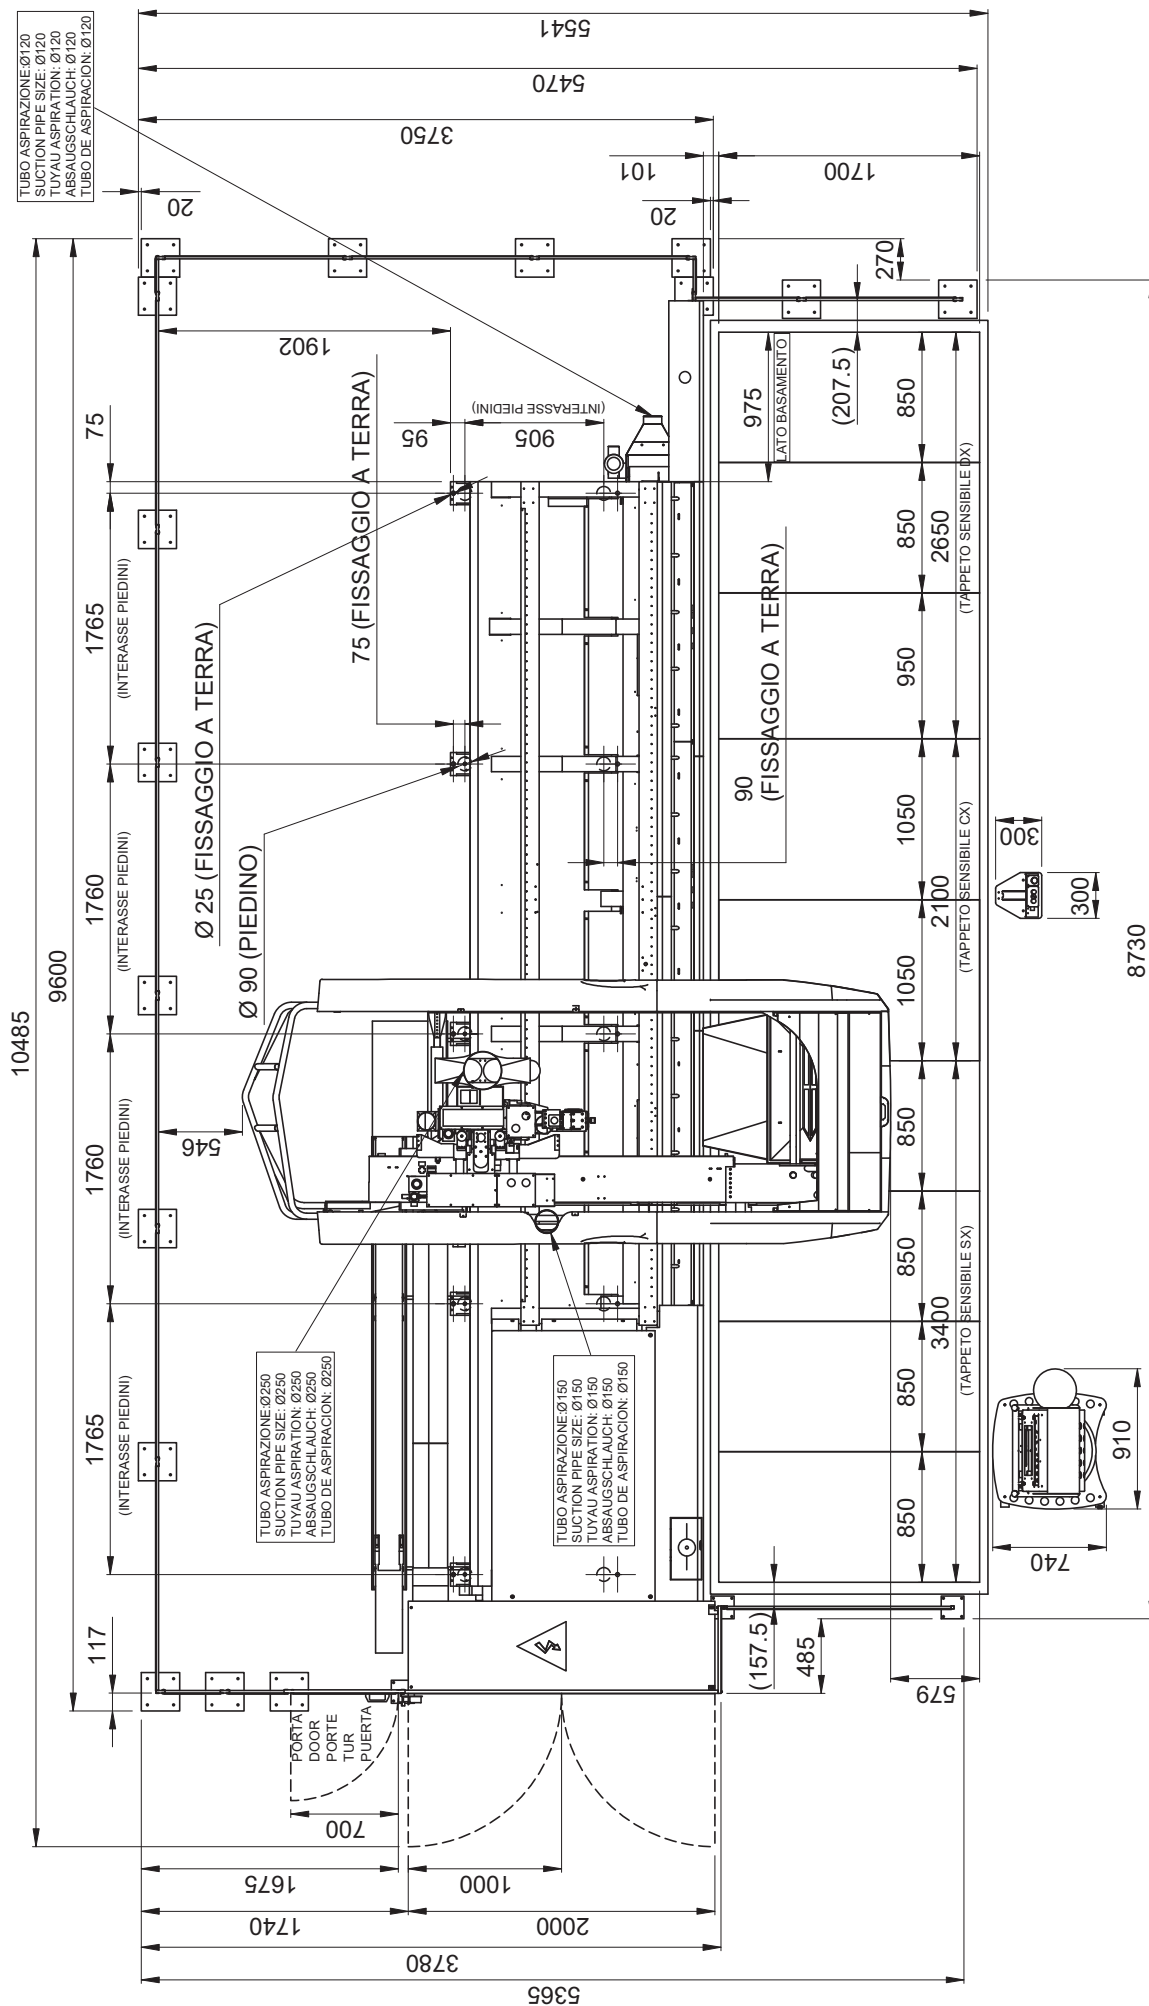 TUBO ASPIRAZIONE:Ø120
SUCTION PIPE SIZE: Ø120
TUYAU ASPIRATION: Ø120
ABSAUGSCHLAUCH: Ø120
TUBO DE ASPIRACION: Ø120
5541
5470
3750
101
1700
20
20
270
10485
9600
75
1765
(INTERASSE PIEDINI)
1760
(INTERASSE PIEDINI)
1760
(INTERASSE PIEDINI)
1765
(INTERASSE PIEDINI)
117
1902
95
905
(INTERASSE PIEDINI)
75 (FISSAGGIO A TERRA)
Ø 25 (FISSAGGIO A TERRA)
Ø 90 (PIEDINO)
90
(FISSAGGIO A TERRA)
546
975
LATO BASAMENTO
(207.5)
850
850
950
1050
1050
850
850
850
850
2650
(TAPPETO SENSIBILE DX)
2100
(TAPPETO SENSIBILE CX)
3400
(TAPPETO SENSIBILE SX)
300
300
8730
910
740
TUBO ASPIRAZIONE:Ø250
SUCTION PIPE SIZE: Ø250
TUYAU ASPIRATION: Ø250
ABSAUGSCHLAUCH: Ø250
TUBO DE ASPIRACION: Ø250
TUBO ASPIRAZIONE:Ø150
SUCTION PIPE SIZE: Ø150
TUYAU ASPIRATION: Ø150
ABSAUGSCHLAUCH: Ø150
TUBO DE ASPIRACION: Ø150
(157.5)
485
579
PORTA
DOOR
PORTE
TUR
PUERTA
700
1675
1000
1740
2000
3780
5365